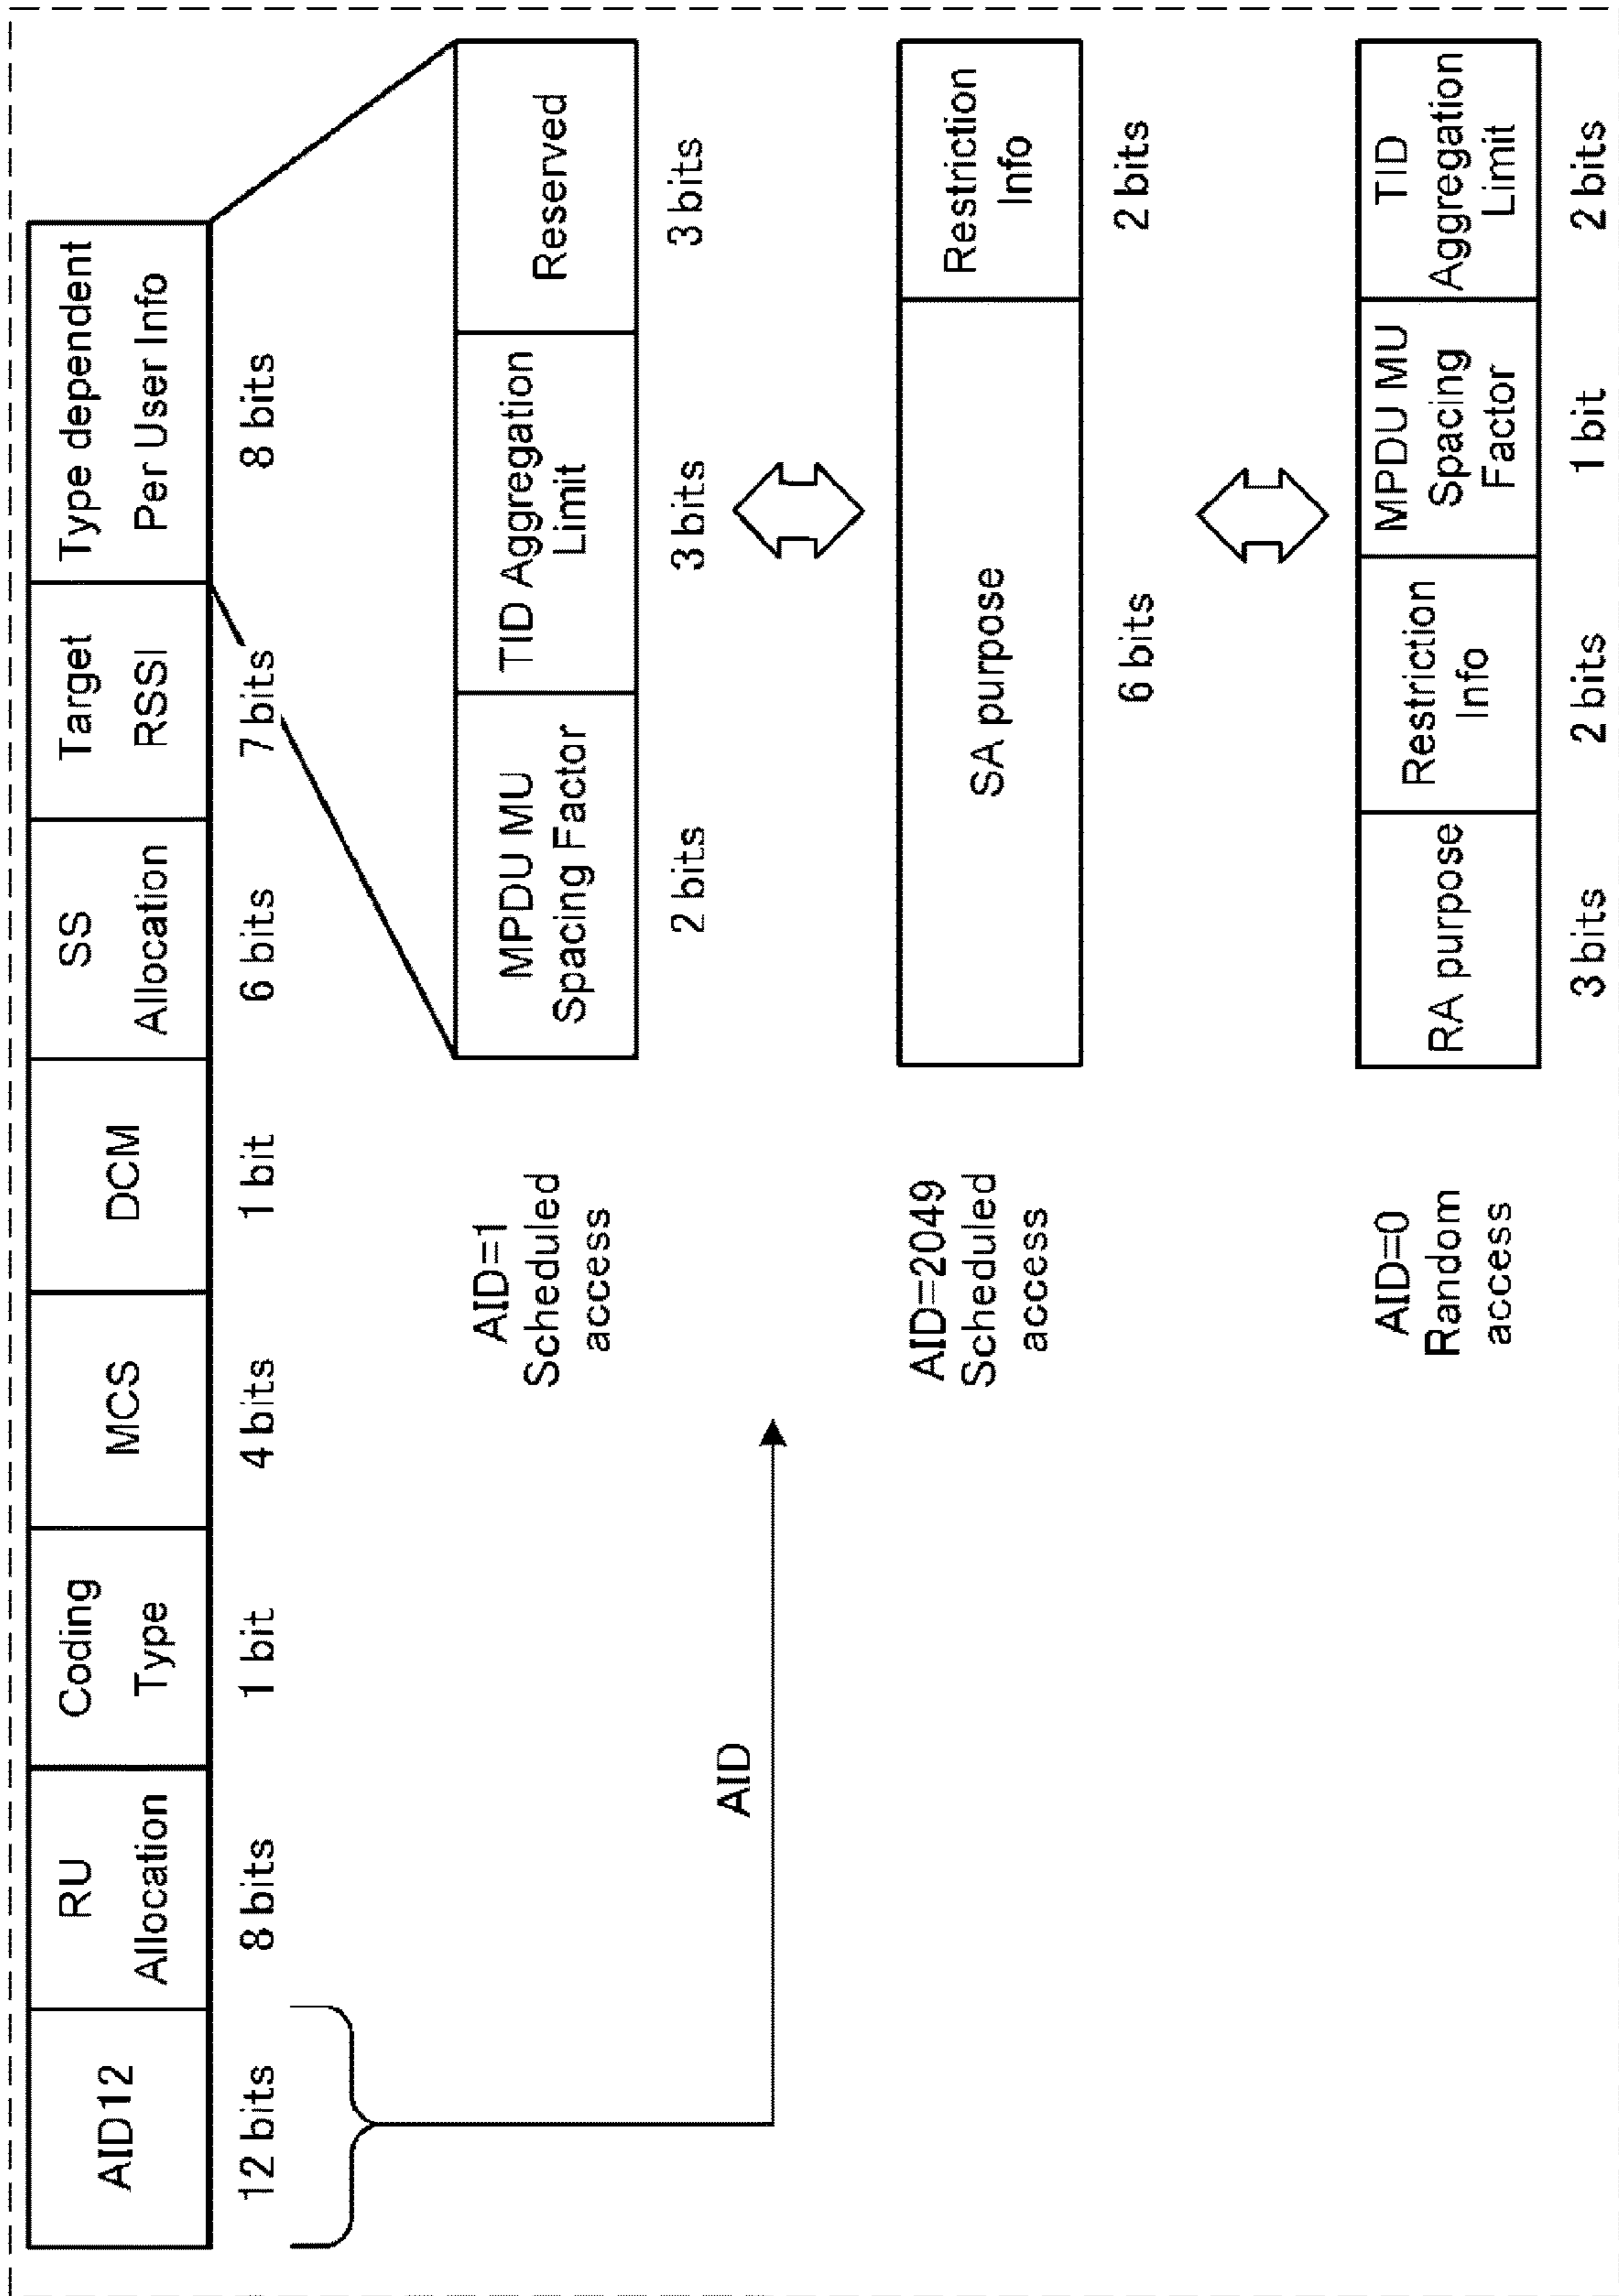 AID12
RU
Allocation
Coding
Type
MCS
DCM
SS
Allocation
Target
RSSI
Type dependent
Per User Info
12 bits
8 bits
1 bit
4 bits
1 bit
6 bits
7 bits
8 bits
AID
AID=1
Scheduled
access
MPDU MU
Spacing Factor
TID Aggregation
Limit
Reserved
2 bits
3 bits
3 bits
AID=2049
Scheduled
access
SA purpose
Restriction
Info
6 bits
2 bits
AID=0
Random
access
RA purpose
Restriction
Info
MPDU MU
Spacing
Factor
TID
Aggregation
Limit
3 bits
2 bits
1 bit
2 bits